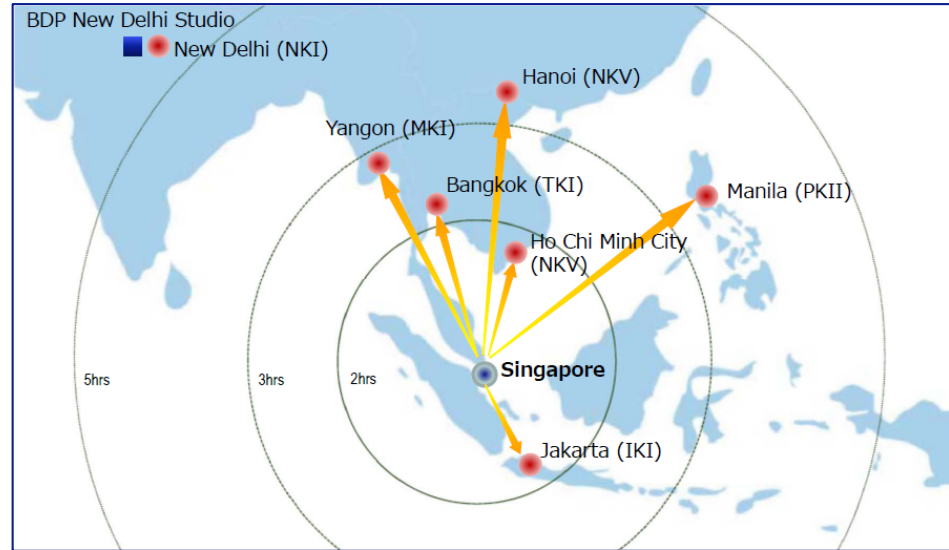 BDP New Delhi Studio
New Delhi (NKI)
Hanoi (NKV)
Yangon (MKI)
Bangkok (TKI)
Manila (PKII)
Ho Chi Minh City
(NKV)
Singapore
5hrs
3hrs
2hrs
Jakarta (IKI)